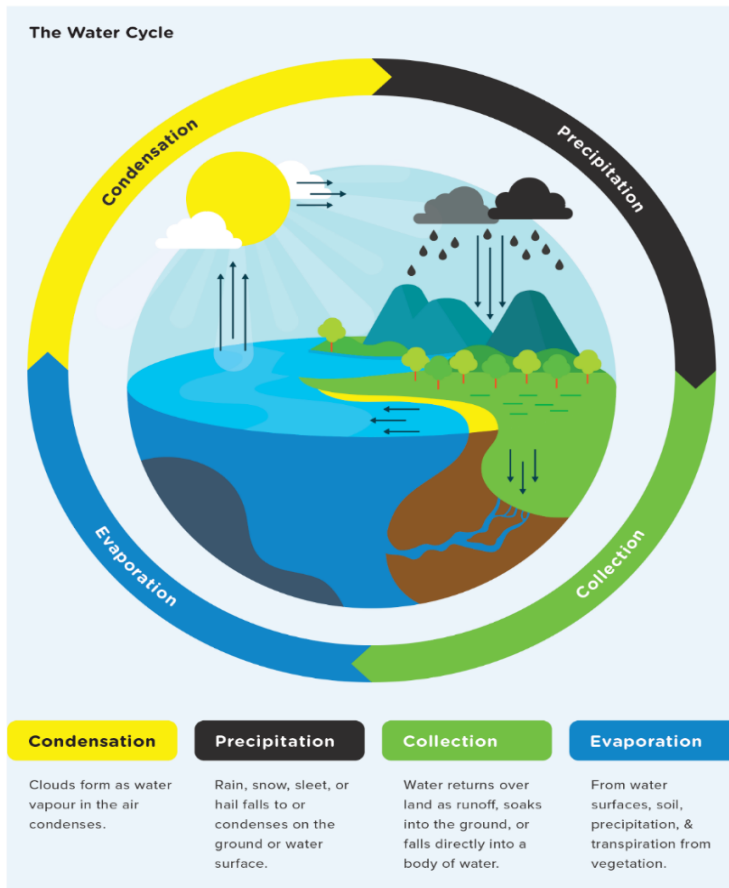 The Water Cycle
Condensation
Precipitation
Evaporation
Collection
Condensation
Clouds form as water
vapour in the air
condenses.
Precipitation
Rain, snow, sleet, or
hail falls to or
condenses on the
ground or water
surface.
Collection
Water returns over
land as runoff, soaks
into the ground, or
falls directly into a
body of water.
Evaporation
From water
surfaces, soil,
precipitation, &
transpiration from
vegetation.